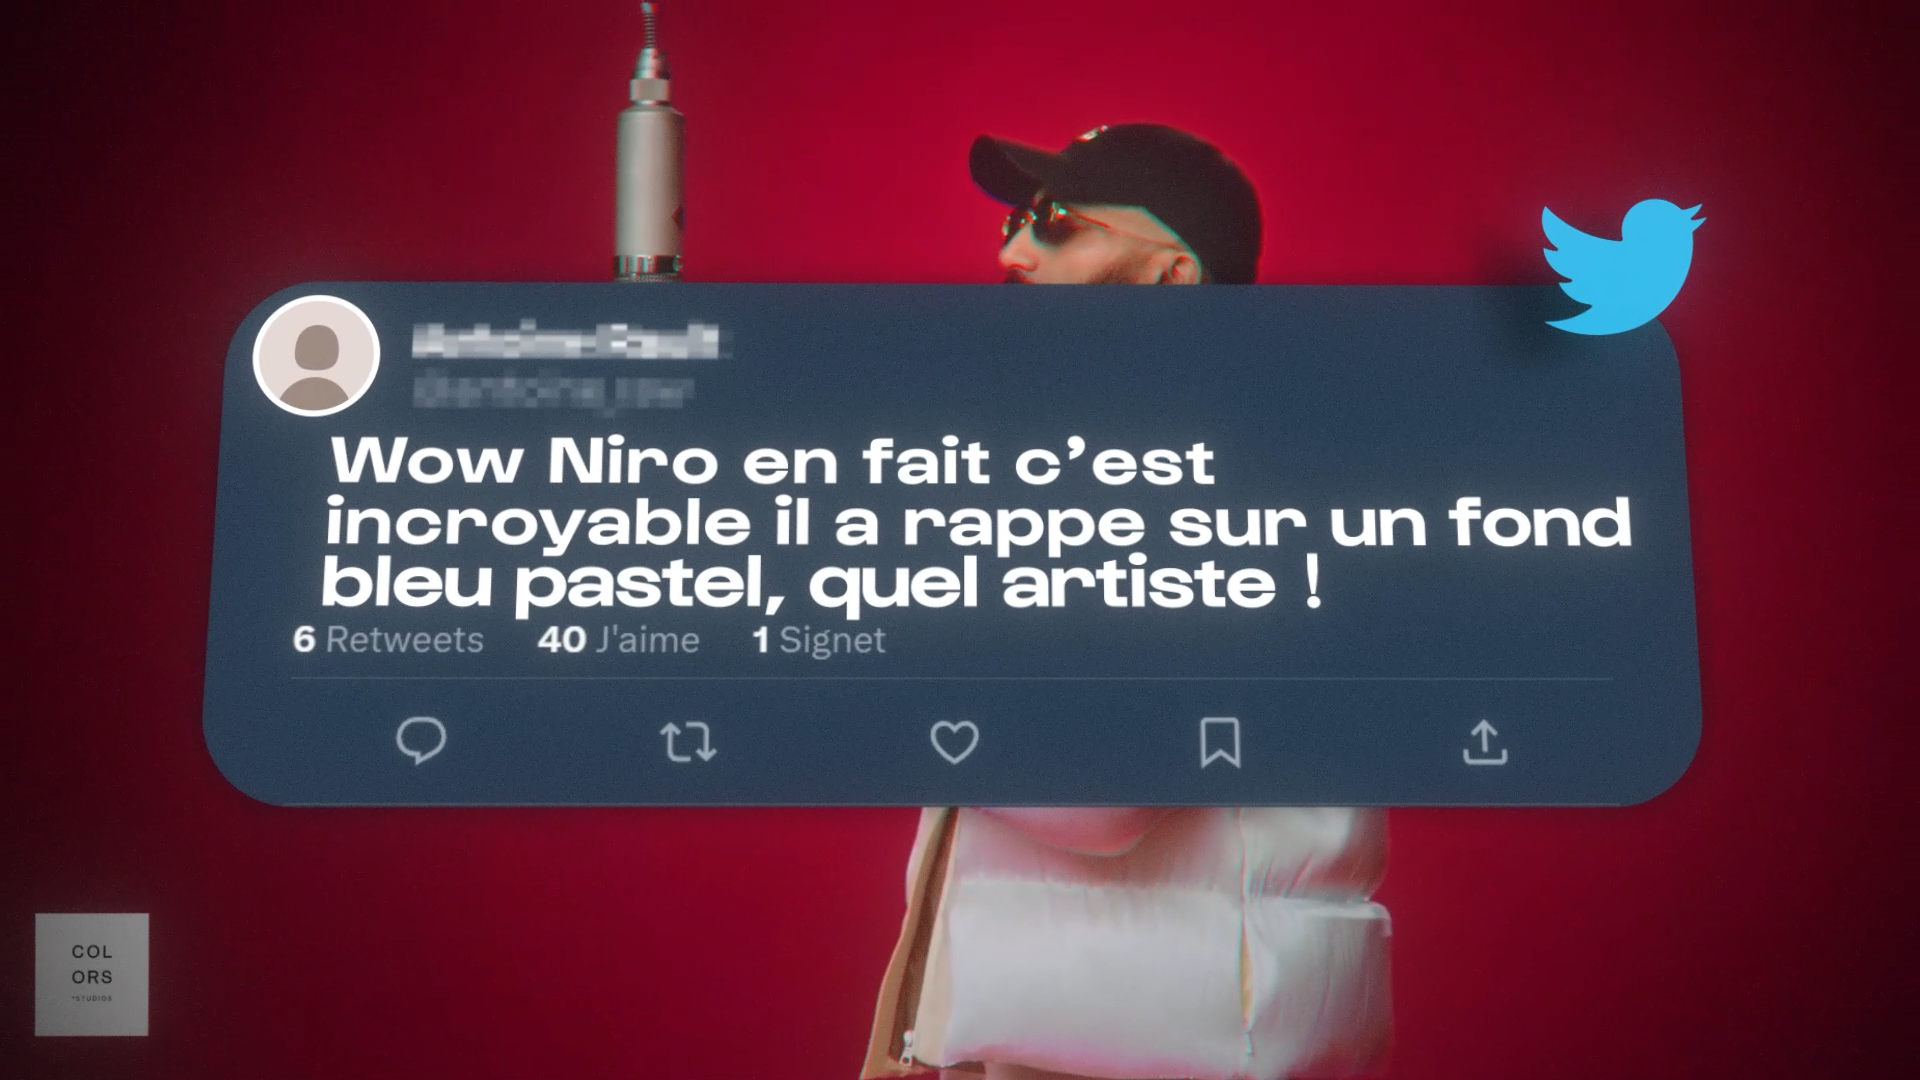 Wow Niro en fait c’est
incroyable il a rappe sur un fond
bleu pastel, quel artiste !
6 Retweets 40 J'aime 1 Signet
COL
ORS
*STUDIOS